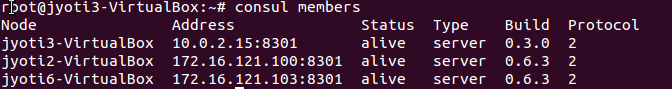 root@jyoti3-VirtualBox:~# consul members
Node Address Status Type Build Protocol
jyoti3-VirtualBox 10.0.2.15:8301 alive server 0.3.0 2
jyoti2-VirtualBox 172.16.121.100:8301 alive server 0.6.3 2
jyoti6-VirtualBox 172.16.121.103:8301 alive server 0.6.3 2